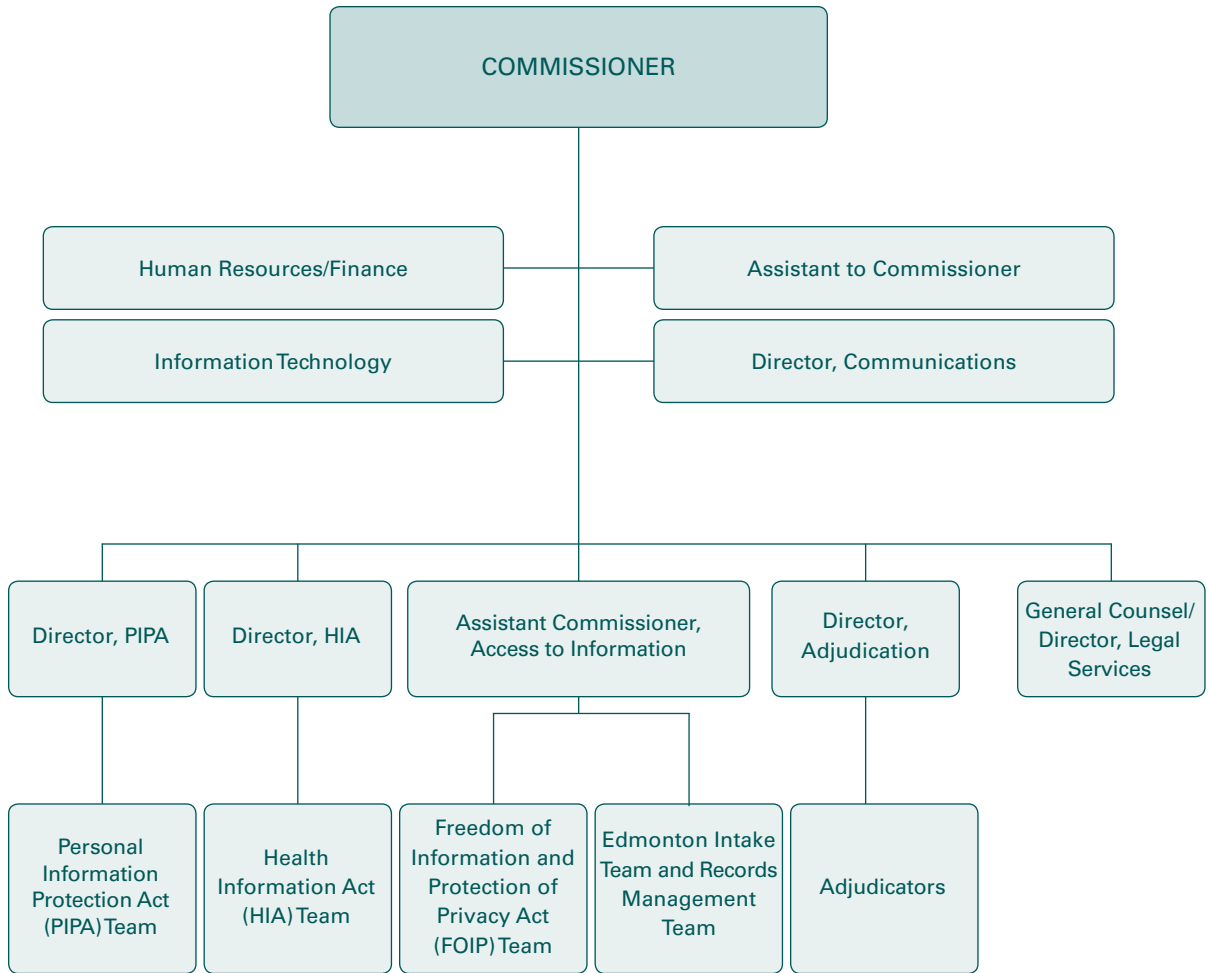 COMMISSIONER
Human Resources/Finance
Assistant to Commissioner
Information Technology
Director, Communications
Director, PIPA
Director, HIA
Assistant Commissioner,
Access to Information
Director,
Adjudication
General Counsel/
Director, Legal
Services
Personal
Information
Protection Act
(PIPA) Team
Health
Information Act
(HIA) Team
Freedom of
Information and
Protection of
Privacy Act
(FOIP) Team
Edmonton Intake
Team and Records
Management
Team
Adjudicators